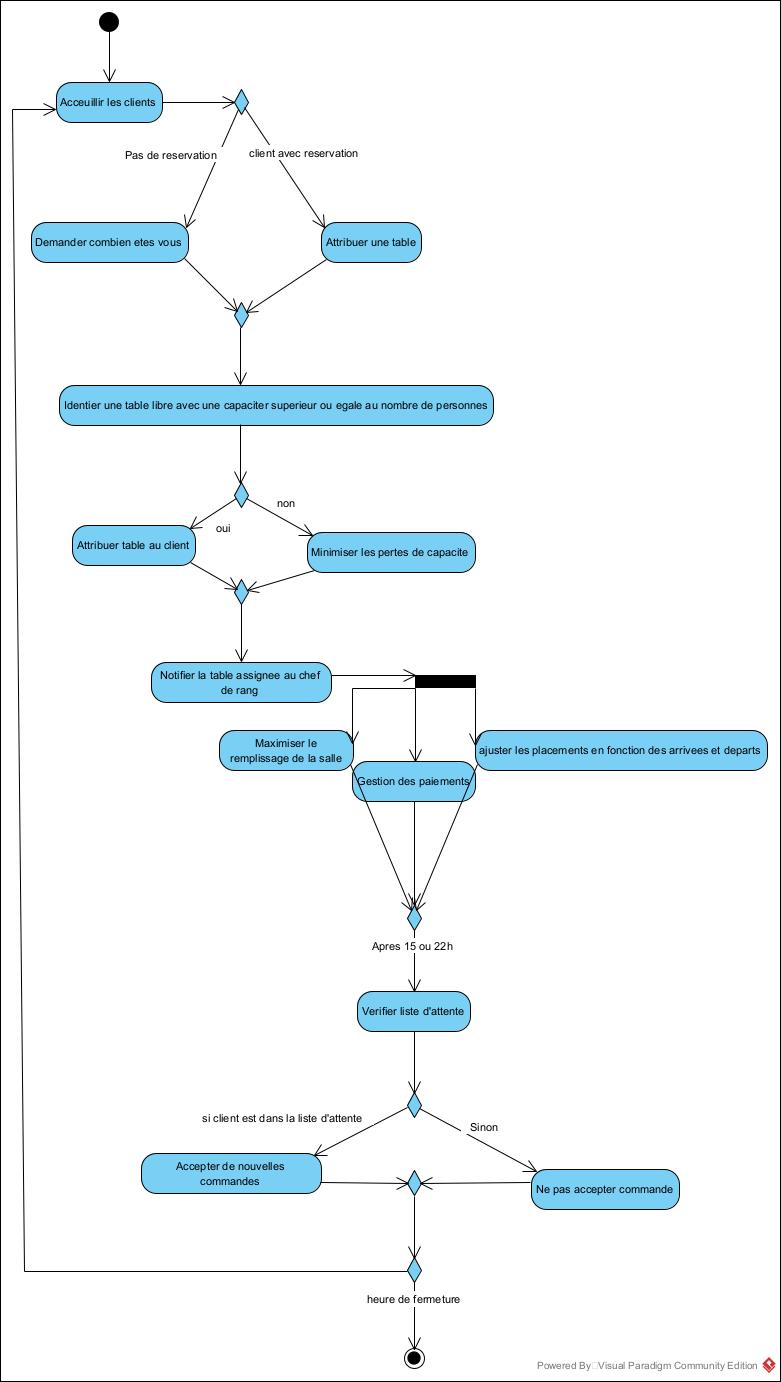 Acceuillir les clients
Pas de reservation
client avec reservation
Demander combien etes vous
Attribuer une table
Identier une table libre avec une capaciter superieur ou egale au nombre de personnes
non
oui
Attribuer table au client
Minimiser les pertes de capacite
Notifier la table assignee au chef
de rang
Maximiser le
remplissage de la salle
ajuster les placements en fonction des arrivees et departs
Gestion des paiements
Apres 15 ou 22h
Verifier liste d'attente
si client est dans la liste d'attente
Sinon
Accepter de nouvelles
commandes
Ne pas accepter commande
heure de fermeture
Powered By Visual Paradigm Community Edition